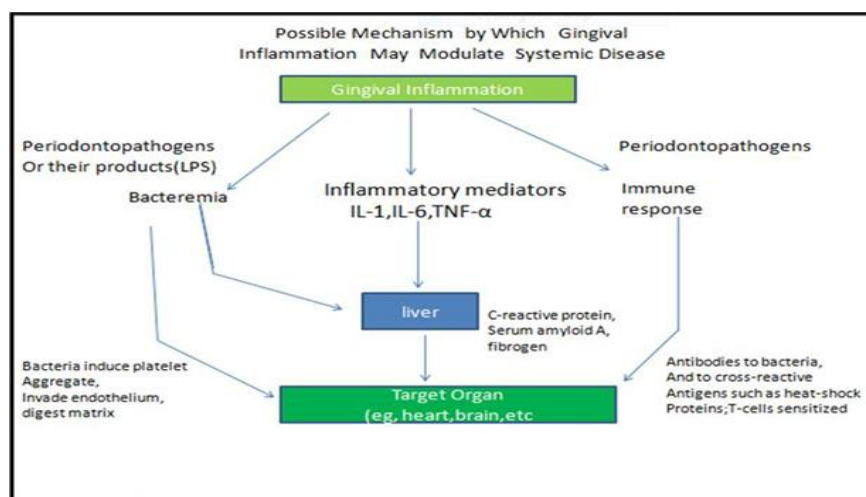 Possible Mechanism by Which Gingival
Inflammation May Modulate Systemic Disease
Gingival Inflammation
Periodontopathogens
Or their products(LPS)
Bacteremia
Inflammatory mediators
IL-1,IL-6,TNF-α
Periodontopathogens
Immune
response
liver
C-reactive protein,
Serum amyloid A,
fibrogen
Bacteria induce platelet
Aggregate,
Invade endothelium,
digest matrix
Target Organ
(eg, heart,brain,etc
Antibodies to bacteria,
And to cross-reactive
Antigens such as heat-shock
Proteins;T-cells sensitized